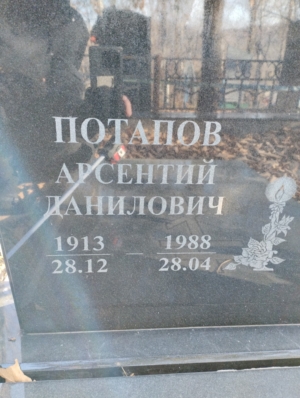 ПОТАПОВ
АРСЕНТИЙ
ДАНИЛОВИЧ
1913 — 1988
28.12 28.04